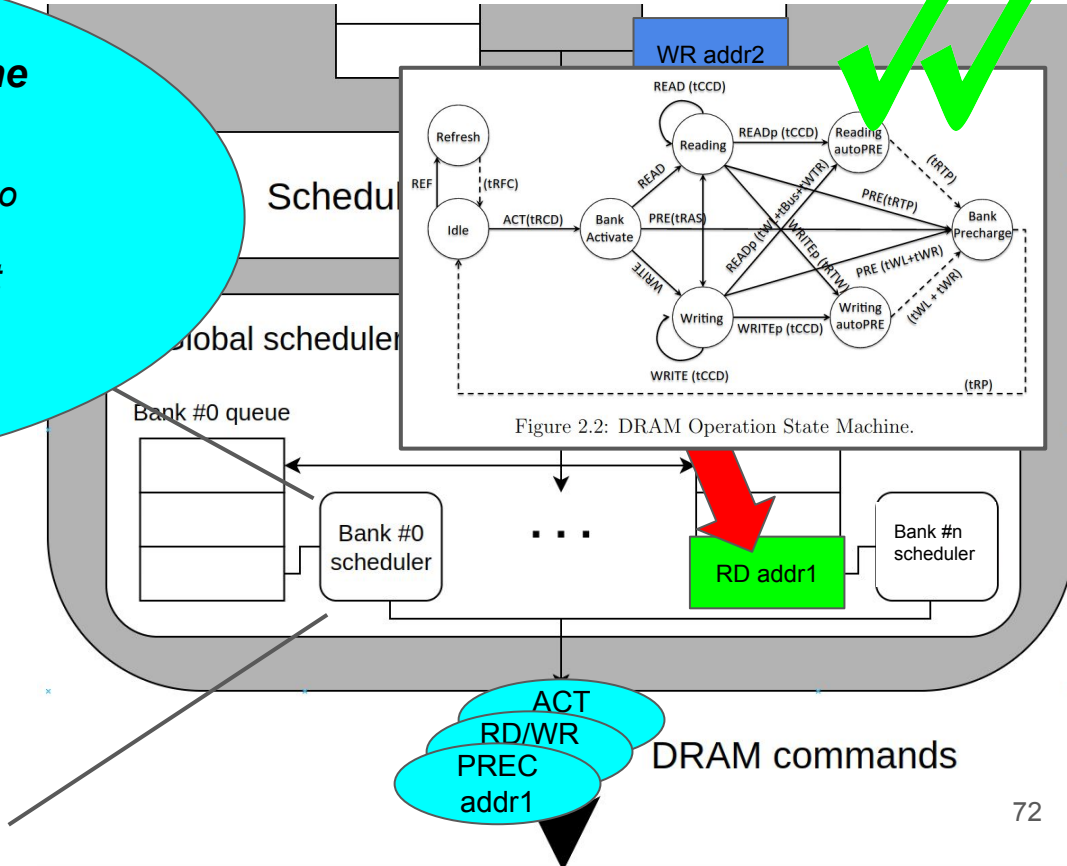 ne
o
WR addr2
Schedul
READ (tCCD)
Refresh
Reading
READp (tCCD)
Reading
autoPRE
REF
(tRFC)
READ
(tRTP)
Idle
ACT(tRCD)
Bank
Activate
PRE(tRAS)
PRE(tRTP)
Bank
Precharge
READp (tWL+tBus+tWTR)
WRITEp (tRTW)
WRITE
PRE (tWL+tWR)
(tWL + tWR)
Writing
WRITEp (tCCD)
Writing
autoPRE
WRITE (tCCD)
(tRP)
Figure 2.2: DRAM Operation State Machine.
lobal scheduler
Bank #0 queue
Bank #0
scheduler
. . .
RD addr1
Bank #n
scheduler
ACT
RD/WR
PREC
addr1
DRAM commands
72